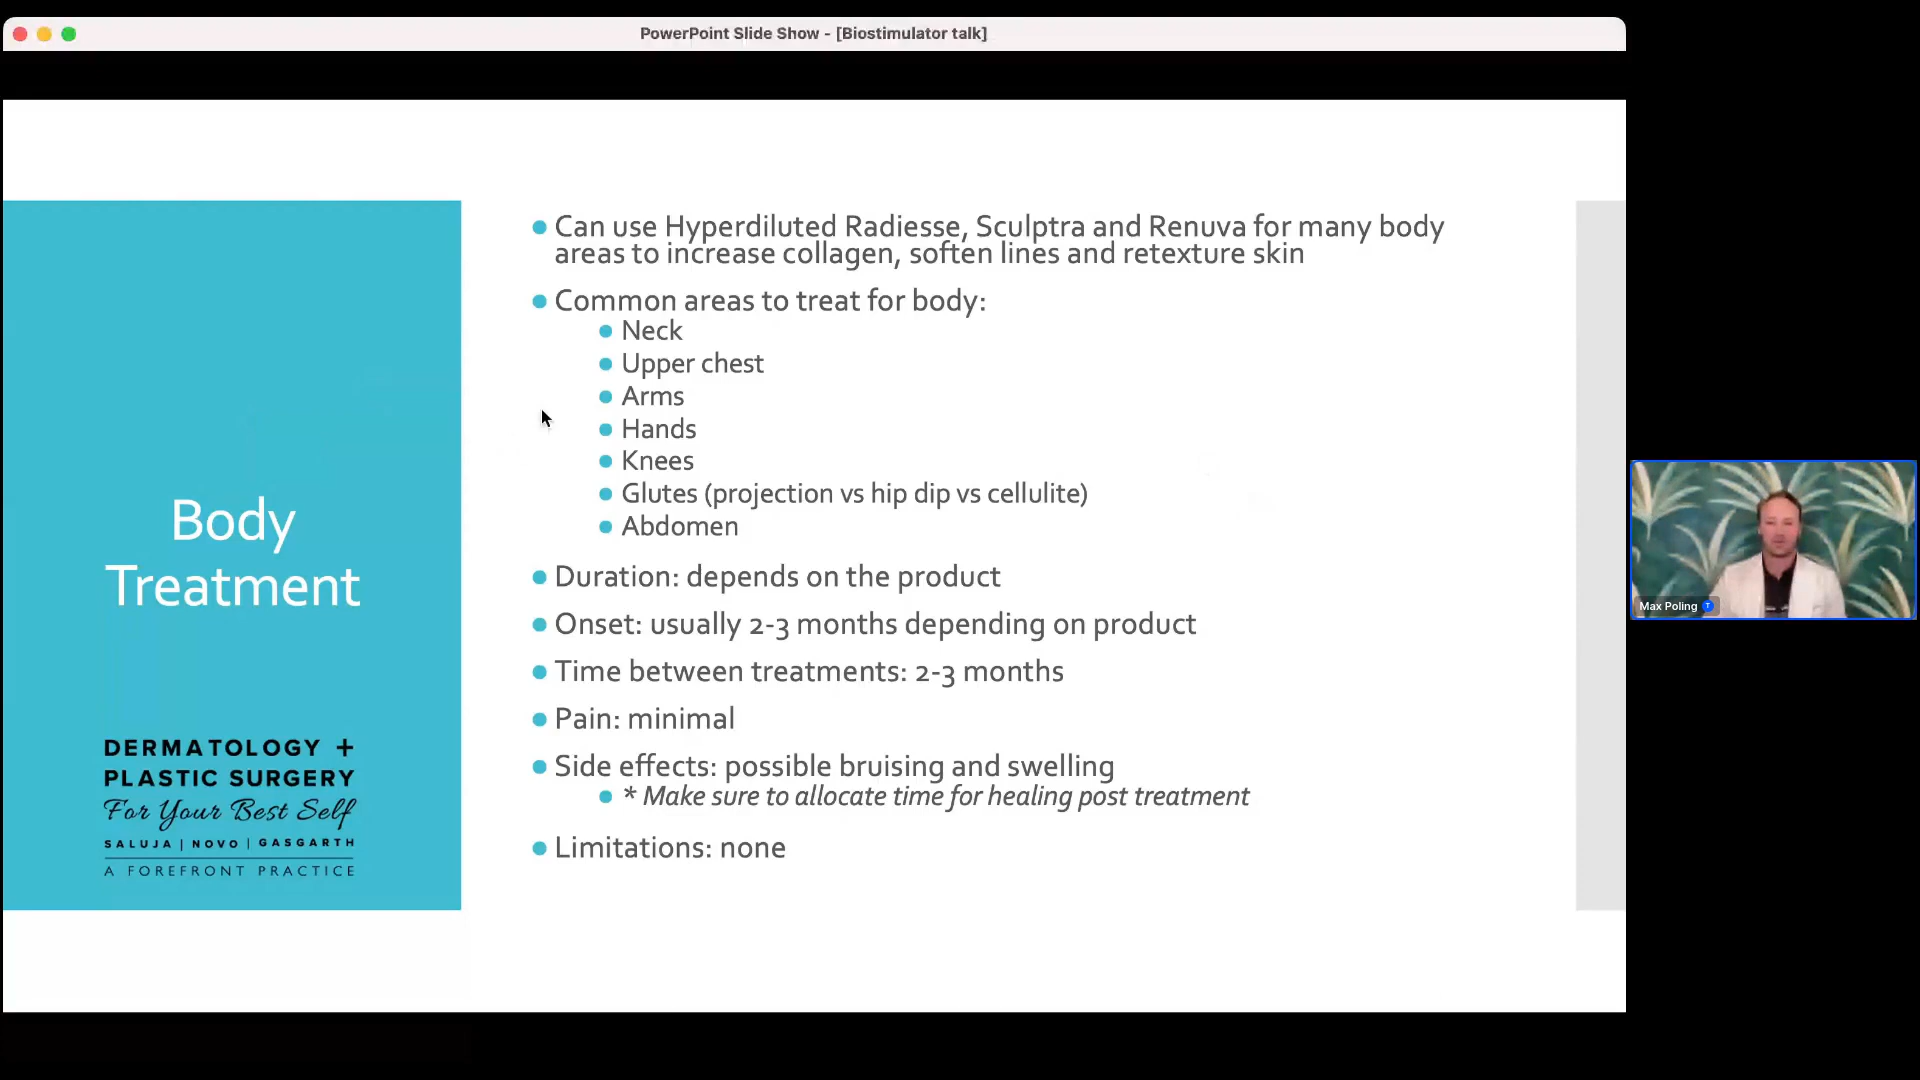 PowerPoint Slide Show - [Biostimulator talk]
Can use Hyperdiluted Radiesse, Sculptra and Renuva for many body
areas to increase collagen, soften lines and retexture skin
Common areas to treat for body:
Neck
Upper chest
Arms
Hands
Knees
Glutes (projection vs hip dip vs cellulite)
Abdomen
Duration: depends on the product
Onset: usually 2-3 months depending on product
Time between treatments: 2-3 months
Pain: minimal
Side effects: possible bruising and swelling
* Make sure to allocate time for healing post treatment
Limitations: none
Body
Treatment
DERMATOLOGY +
PLASTIC SURGERY
For Your Best Self
SALUJA | NOVO | GASGARTH
A FOREFRONT PRACTICE
Max Poling T